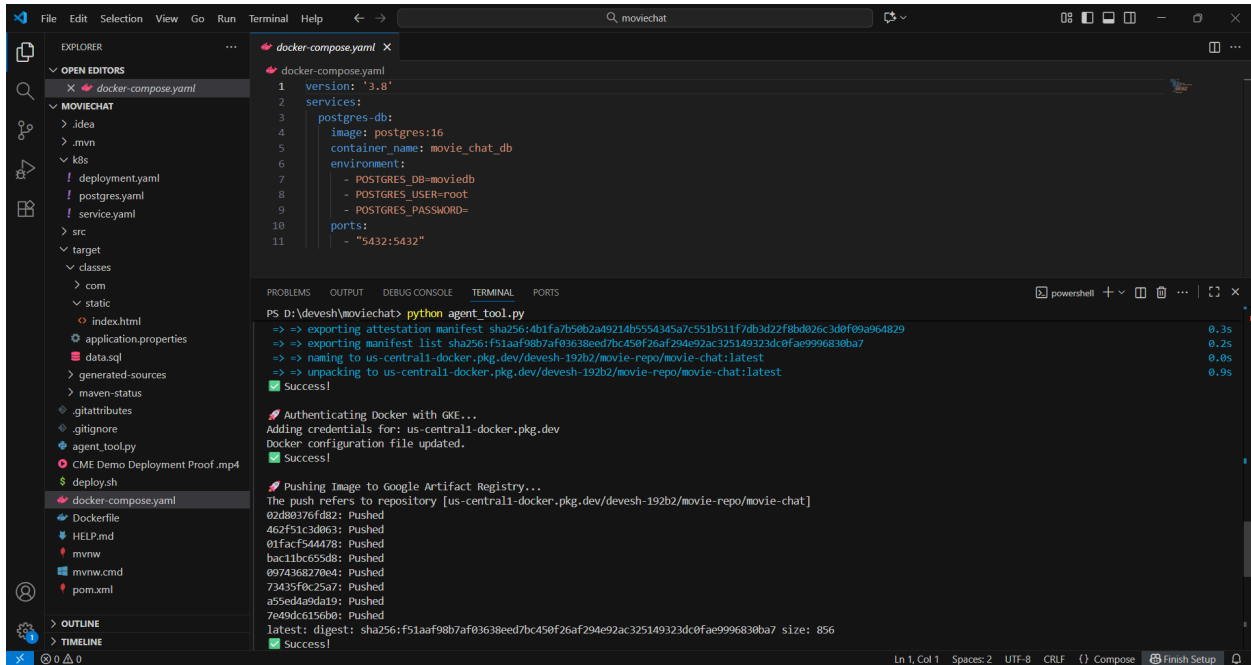 File Edit Selection View Go Run Terminal Help
moviechat
EXPLORER
OPEN EDITORS
docker-compose.yaml
MOVIECHAT
.idea
.mvn
k8s
deployment.yaml
postgres.yaml
service.yaml
src
target
classes
com
static
index.html
application.properties
data.sql
generated-sources
maven-status
.gitattributes
.gitignore
agent_tool.py
CME Demo Deployment Proof .mp4
deploy.sh
docker-compose.yaml
Dockerfile
HELP.md
mvnw
mvnw.cmd
pom.xml
OUTLINE
TIMELINE
docker-compose.yaml
docker-compose.yaml
1 version: '3.8'
2 services:
3 postgres-db:
4 image: postgres:16
5 container_name: movie_chat_db
6 environment:
7 - POSTGRES_DB=moviedb
8 - POSTGRES_USER=root
9 - POSTGRES_PASSWORD=
10 ports:
11 - "5432:5432"
PROBLEMS OUTPUT DEBUG CONSOLE TERMINAL PORTS
powershell
PS D:\devesh\moviechat> python agent_tool.py
=> => exporting attestation manifest sha256:4b1fa7b50b2a49214b5554345a7c551b511f7db3d22f8bd026c3d0f09a964829 0.3s
=> => exporting manifest list sha256:f51aaf98b7af03638eed7bc450f26af294e92ac325149323dc0fae9996830ba7 0.2s
=> => naming to us-central1-docker.pkg.dev/devesh-192b2/movie-repo/movie-chat:latest 0.0s
=> => unpacking to us-central1-docker.pkg.dev/devesh-192b2/movie-repo/movie-chat:latest 0.9s
✅ Success!
🚀 Authenticating Docker with GKE...
Adding credentials for: us-central1-docker.pkg.dev
Docker configuration file updated.
✅ Success!
🚀 Pushing Image to Google Artifact Registry...
The push refers to repository [us-central1-docker.pkg.dev/devesh-192b2/movie-repo/movie-chat]
02d80376fd82: Pushed
462f51c3d063: Pushed
01facf544478: Pushed
bac11bc655d8: Pushed
0974368270e4: Pushed
73435f0c25a7: Pushed
a55ed4a9da19: Pushed
7e49dc6156b0: Pushed
latest: digest: sha256:f51aaf98b7af03638eed7bc450f26af294e92ac325149323dc0fae9996830ba7 size: 856
✅ Success!
1
0 0 Ln 1, Col 1 Spaces: 2 UTF-8 CRLF {} Compose Finish Setup